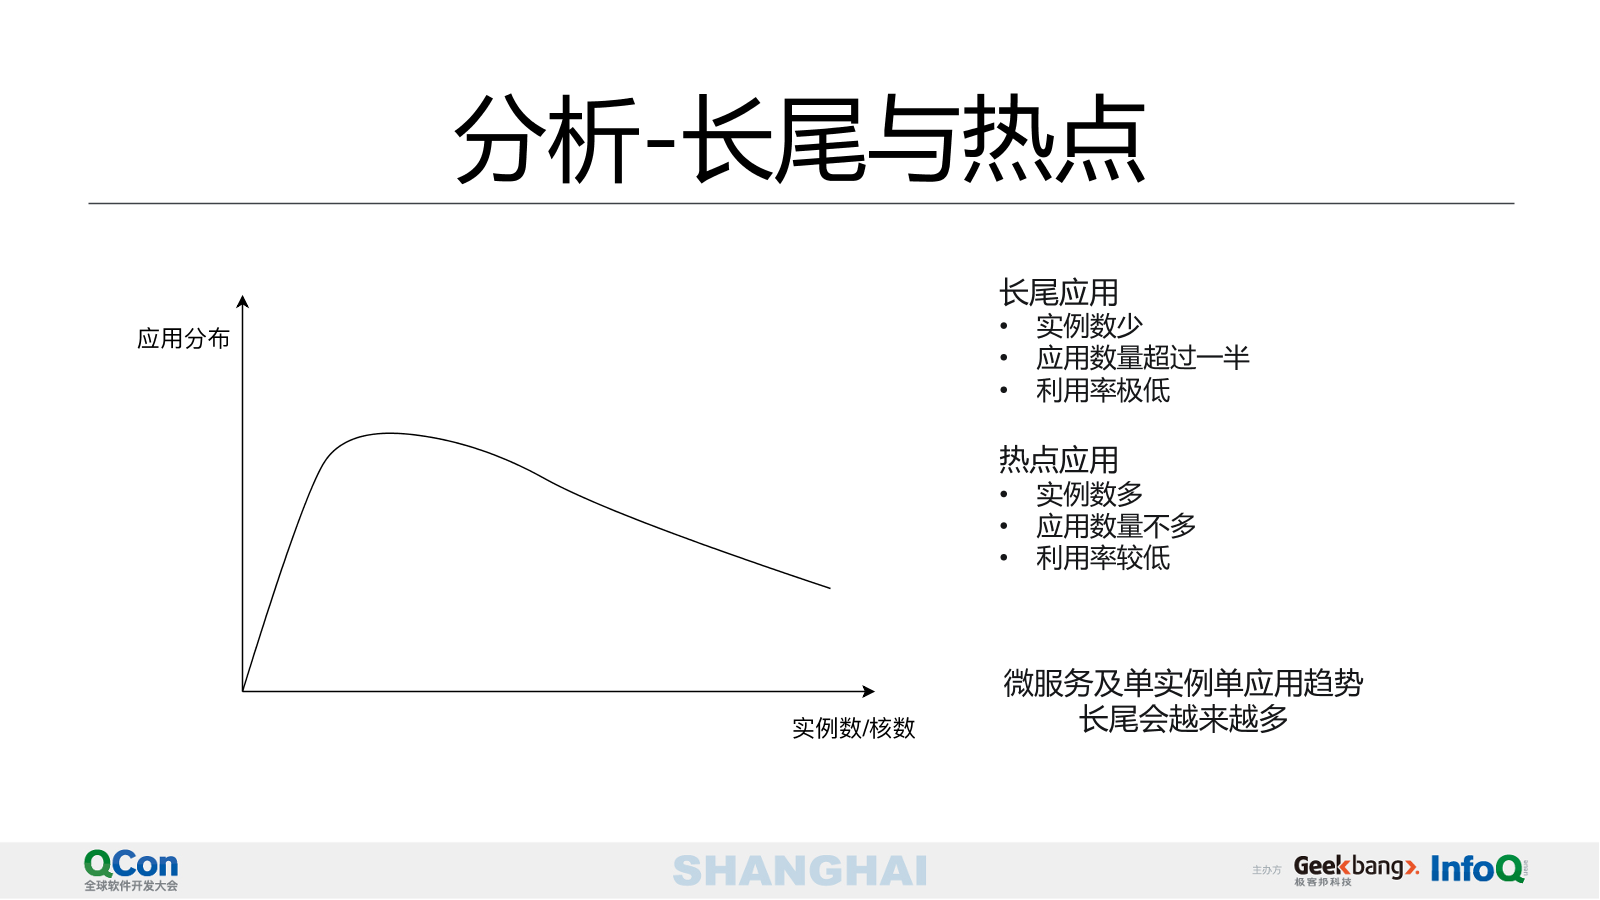 分析-长尾与热点
应用分布
实例数/核数
长尾应用
• 实例数少
• 应用数量超过一半
• 利用率极低
热点应用
• 实例数多
• 应用数量不多
• 利用率较低
微服务及单实例单应用趋势
长尾会越来越多
QCon
全球软件开发大会
SHANGHAI
主办方
Geekbang>.
极客邦科技
InfoQ